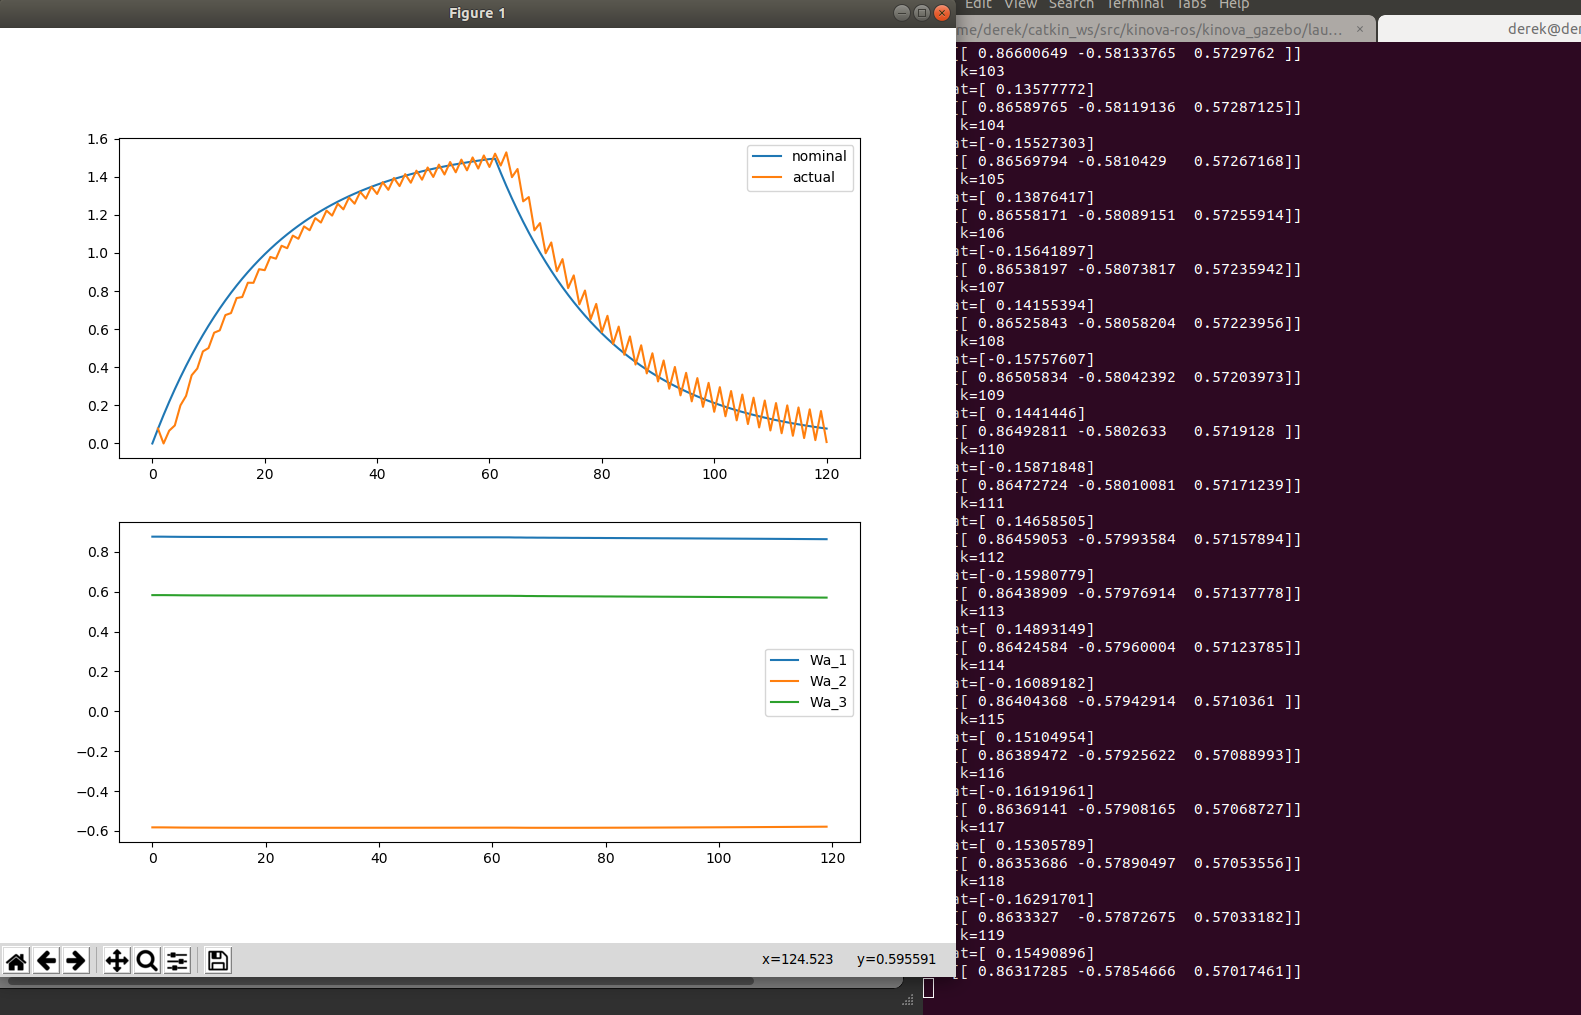 Figure 1
Edit View Search Terminal Tabs Help
me/derek/catkin_ws/src/kinova-ros/kinova_gazebo/lau... ×
derek@der
1.6
1.4
1.2
1.0
0.8
0.6
0.4
0.2
0.0
0 20 40 60 80 100 120
nominal
actual
0.8
0.6
0.4
0.2
0.0
−0.2
−0.4
−0.6
0 20 40 60 80 100 120
Wa_1
Wa_2
Wa_3
x=124.523 y=0.595591
[[ 0.86600649 -0.58133765 0.5729762 ]]
k=103
at=[ 0.13577772]
[[ 0.86589765 -0.58119136 0.57287125]]
k=104
at=[-0.15527303]
[[ 0.86569794 -0.5810429 0.57267168]]
k=105
at=[ 0.13876417]
[[ 0.86558171 -0.58089151 0.57255914]]
k=106
at=[-0.15641897]
[[ 0.86538197 -0.58073817 0.57235942]]
k=107
at=[ 0.14155394]
[[ 0.86525843 -0.58058204 0.57223956]]
k=108
at=[-0.15757607]
[[ 0.86505834 -0.58042392 0.57203973]]
k=109
at=[ 0.1441446]
[[ 0.86492811 -0.5802633 0.5719128 ]]
k=110
at=[-0.15871848]
[[ 0.86472724 -0.58010081 0.57171239]]
k=111
at=[ 0.14658505]
[[ 0.86459053 -0.57993584 0.57157894]]
k=112
at=[-0.15980779]
[[ 0.86438909 -0.57976914 0.57137778]]
k=113
at=[ 0.14893149]
[[ 0.86424584 -0.57960004 0.57123785]]
k=114
at=[-0.16089182]
[[ 0.86404368 -0.57942914 0.5710361 ]]
k=115
at=[ 0.15104954]
[[ 0.86389472 -0.57925622 0.57088993]]
k=116
at=[-0.16191961]
[[ 0.86369141 -0.57908165 0.57068727]]
k=117
at=[ 0.15305789]
[[ 0.86353686 -0.57890497 0.57053556]]
k=118
at=[-0.16291701]
[[ 0.8633327 -0.57872675 0.57033182]]
k=119
at=[ 0.15490896]
[[ 0.86317285 -0.57854666 0.57017461]]